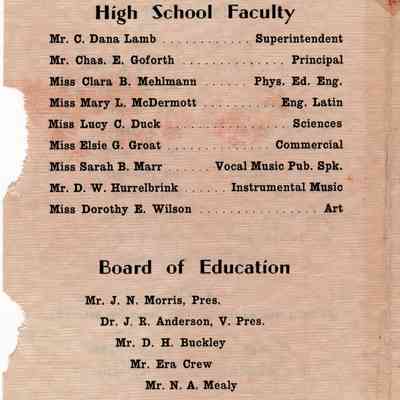 High School Faculty
Mr. C. Dana Lamb . . . . . . . . . . . . Superintendent
Mr. Chas. E. Goforth . . . . . . . . . . . . . . Principal
Miss Clara B. Mehlmann . . . . . . Phys. Ed. Eng.
Miss Mary L. McDermott . . . . . . . . Eng. Latin
Miss Lucy C. Duck . . . . . . . . . . . . . . . . . Sciences
Miss Elsie G. Groat . . . . . . . . . . . . . . Commercial
Miss Sarah B. Marr . . . . . . Vocal Music Pub. Spk.
Mr. D. W. Hurrelbrink . . . . . . Instrumental Music
Miss Dorothy E. Wilson . . . . . . . . . . . . . . . . Art
Board of Education
Mr. J. N. Morris, Pres.
Dr. J. R. Anderson, V. Pres.
Mr. D. H. Buckley
Mr. Era Crew
Mr. N. A. Mealy